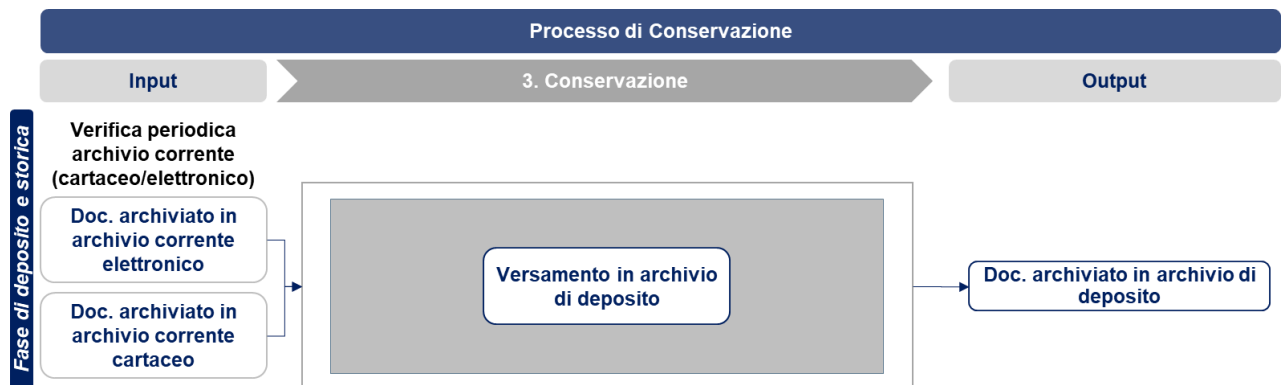 Processo di Conservazione
Input
3. Conservazione
Output
Fase di deposito e storica
Verifica periodica
archivio corrente
(cartaceo/elettronico)
Doc. archiviato in
archivio corrente
elettronico
Doc. archiviato in
archivio corrente
cartaceo
Versamento in archivio
di deposito
Doc. archiviato in archivio di
deposito